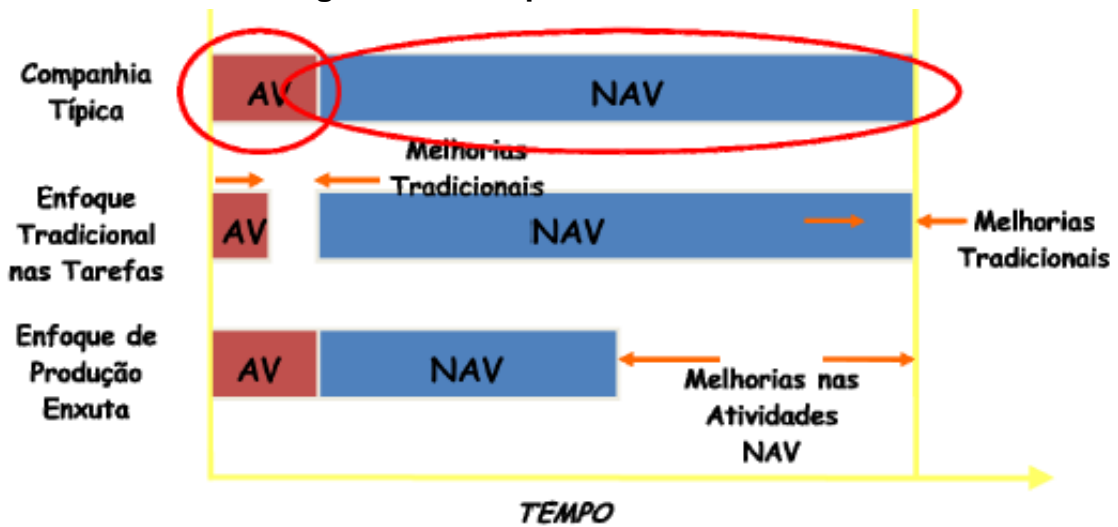 Companhia
Típica
AV
NAV
Melhorias
Tradicionais
Enfoque
Tradicional
nas Tarefas
AV
NAV
Melhorias
Tradicionais
Enfoque de
Produção
Enxuta
AV
NAV
Melhorias nas
Atividades
NAV
TEMPO